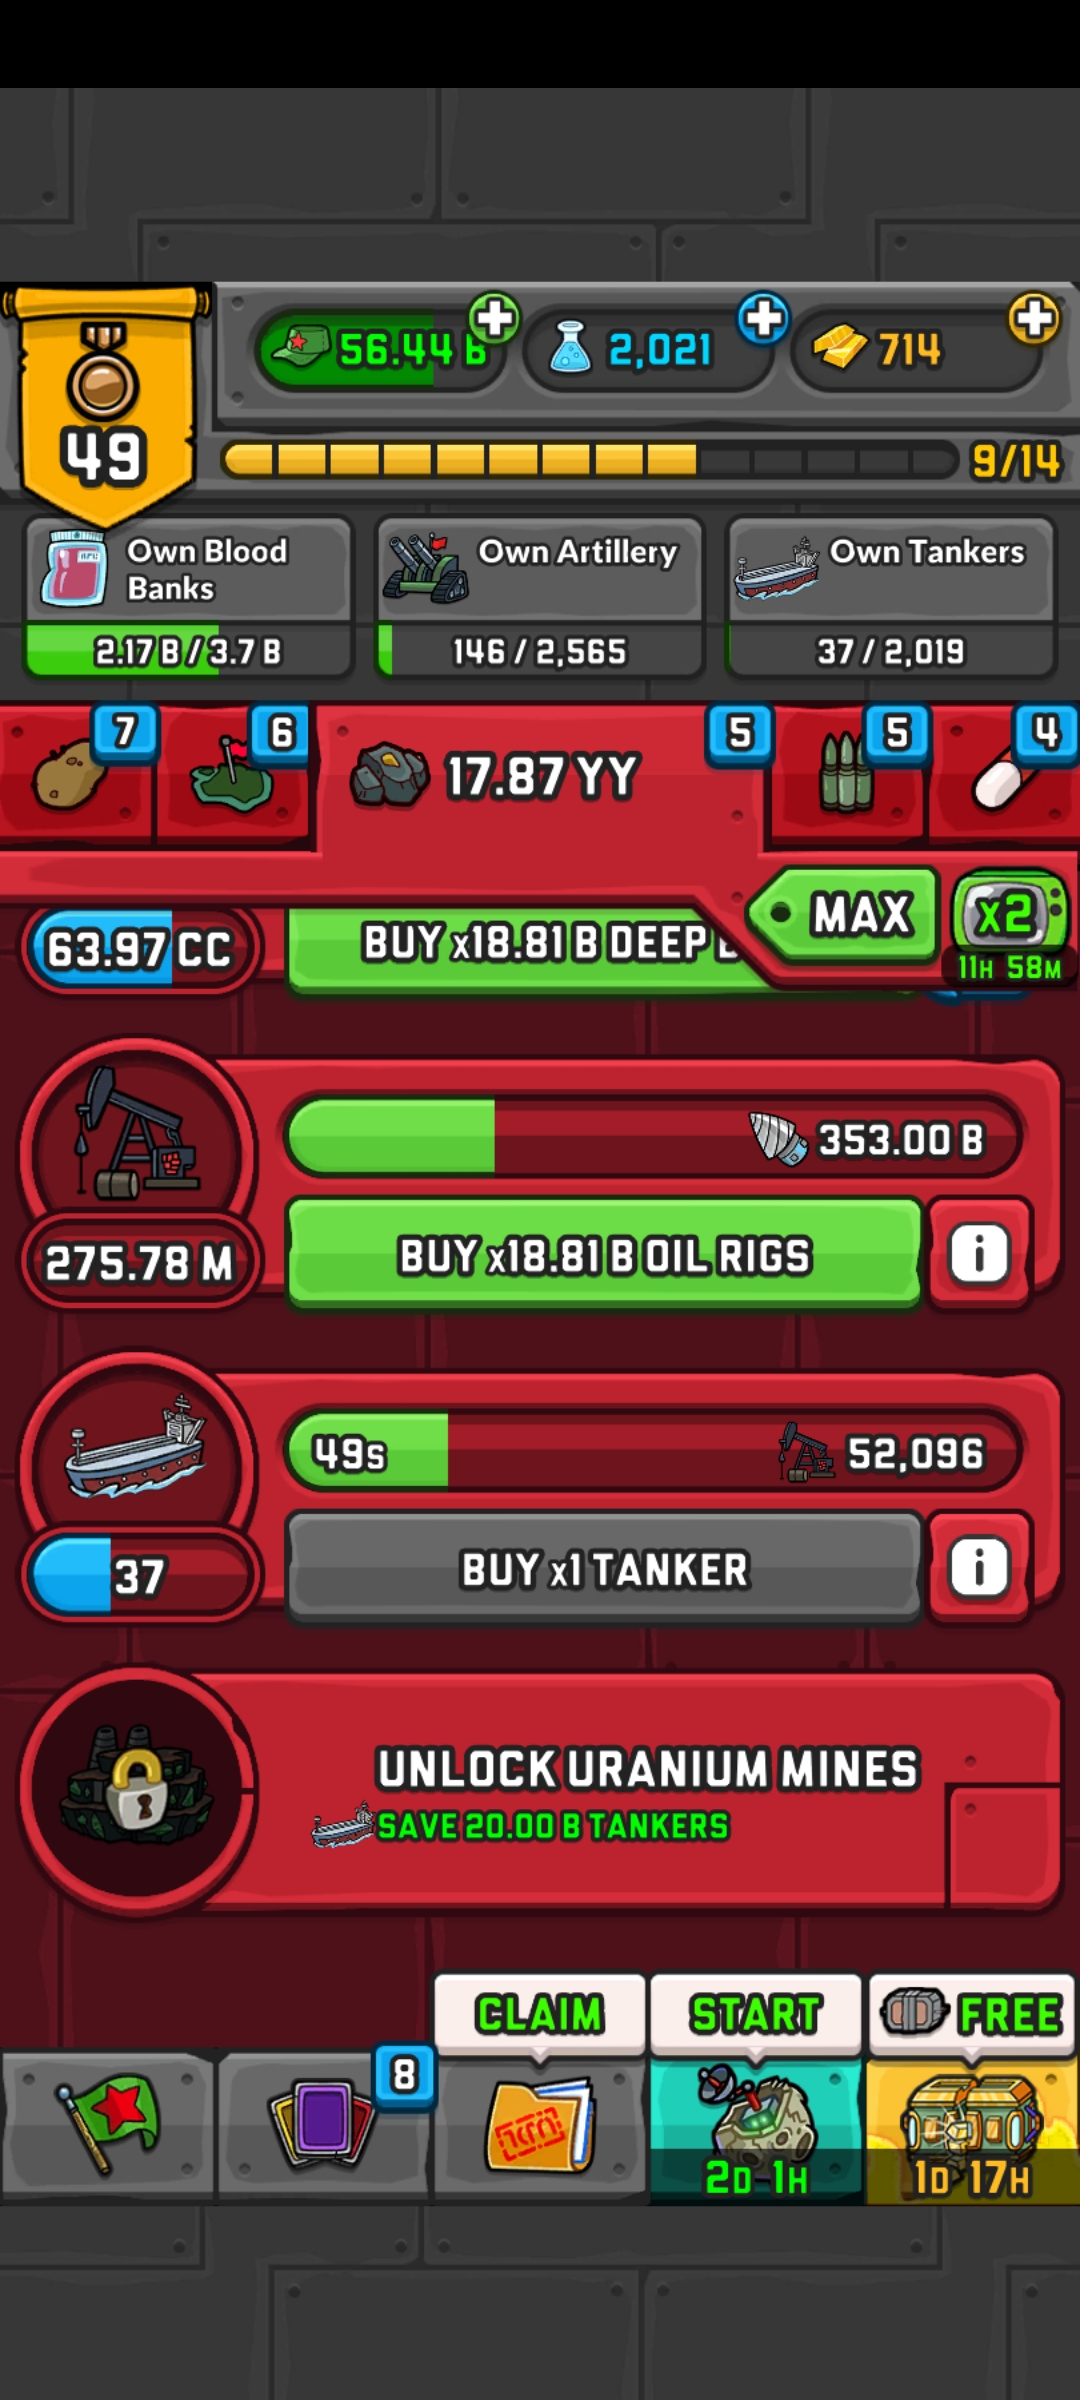 56.44 B
2,021
714
49
9/14
Own Blood
Banks
2.17 B / 3.7 B
Own Artillery
146 / 2,565
Own Tankers
37 / 2,019
7
6
17.87 YY
5
5
4
MAX
x2
11H 58M
63.97 CC
BUY x18.81 B DEEP
353.00 B
275.78 M
BUY x18.81 B OIL RIGS
i
49s
52,096
37
BUY x1 TANKER
i
UNLOCK URANIUM MINES
SAVE 20.00 B TANKERS
CLAIM
START
FREE
8
2D 1H
1D 17H